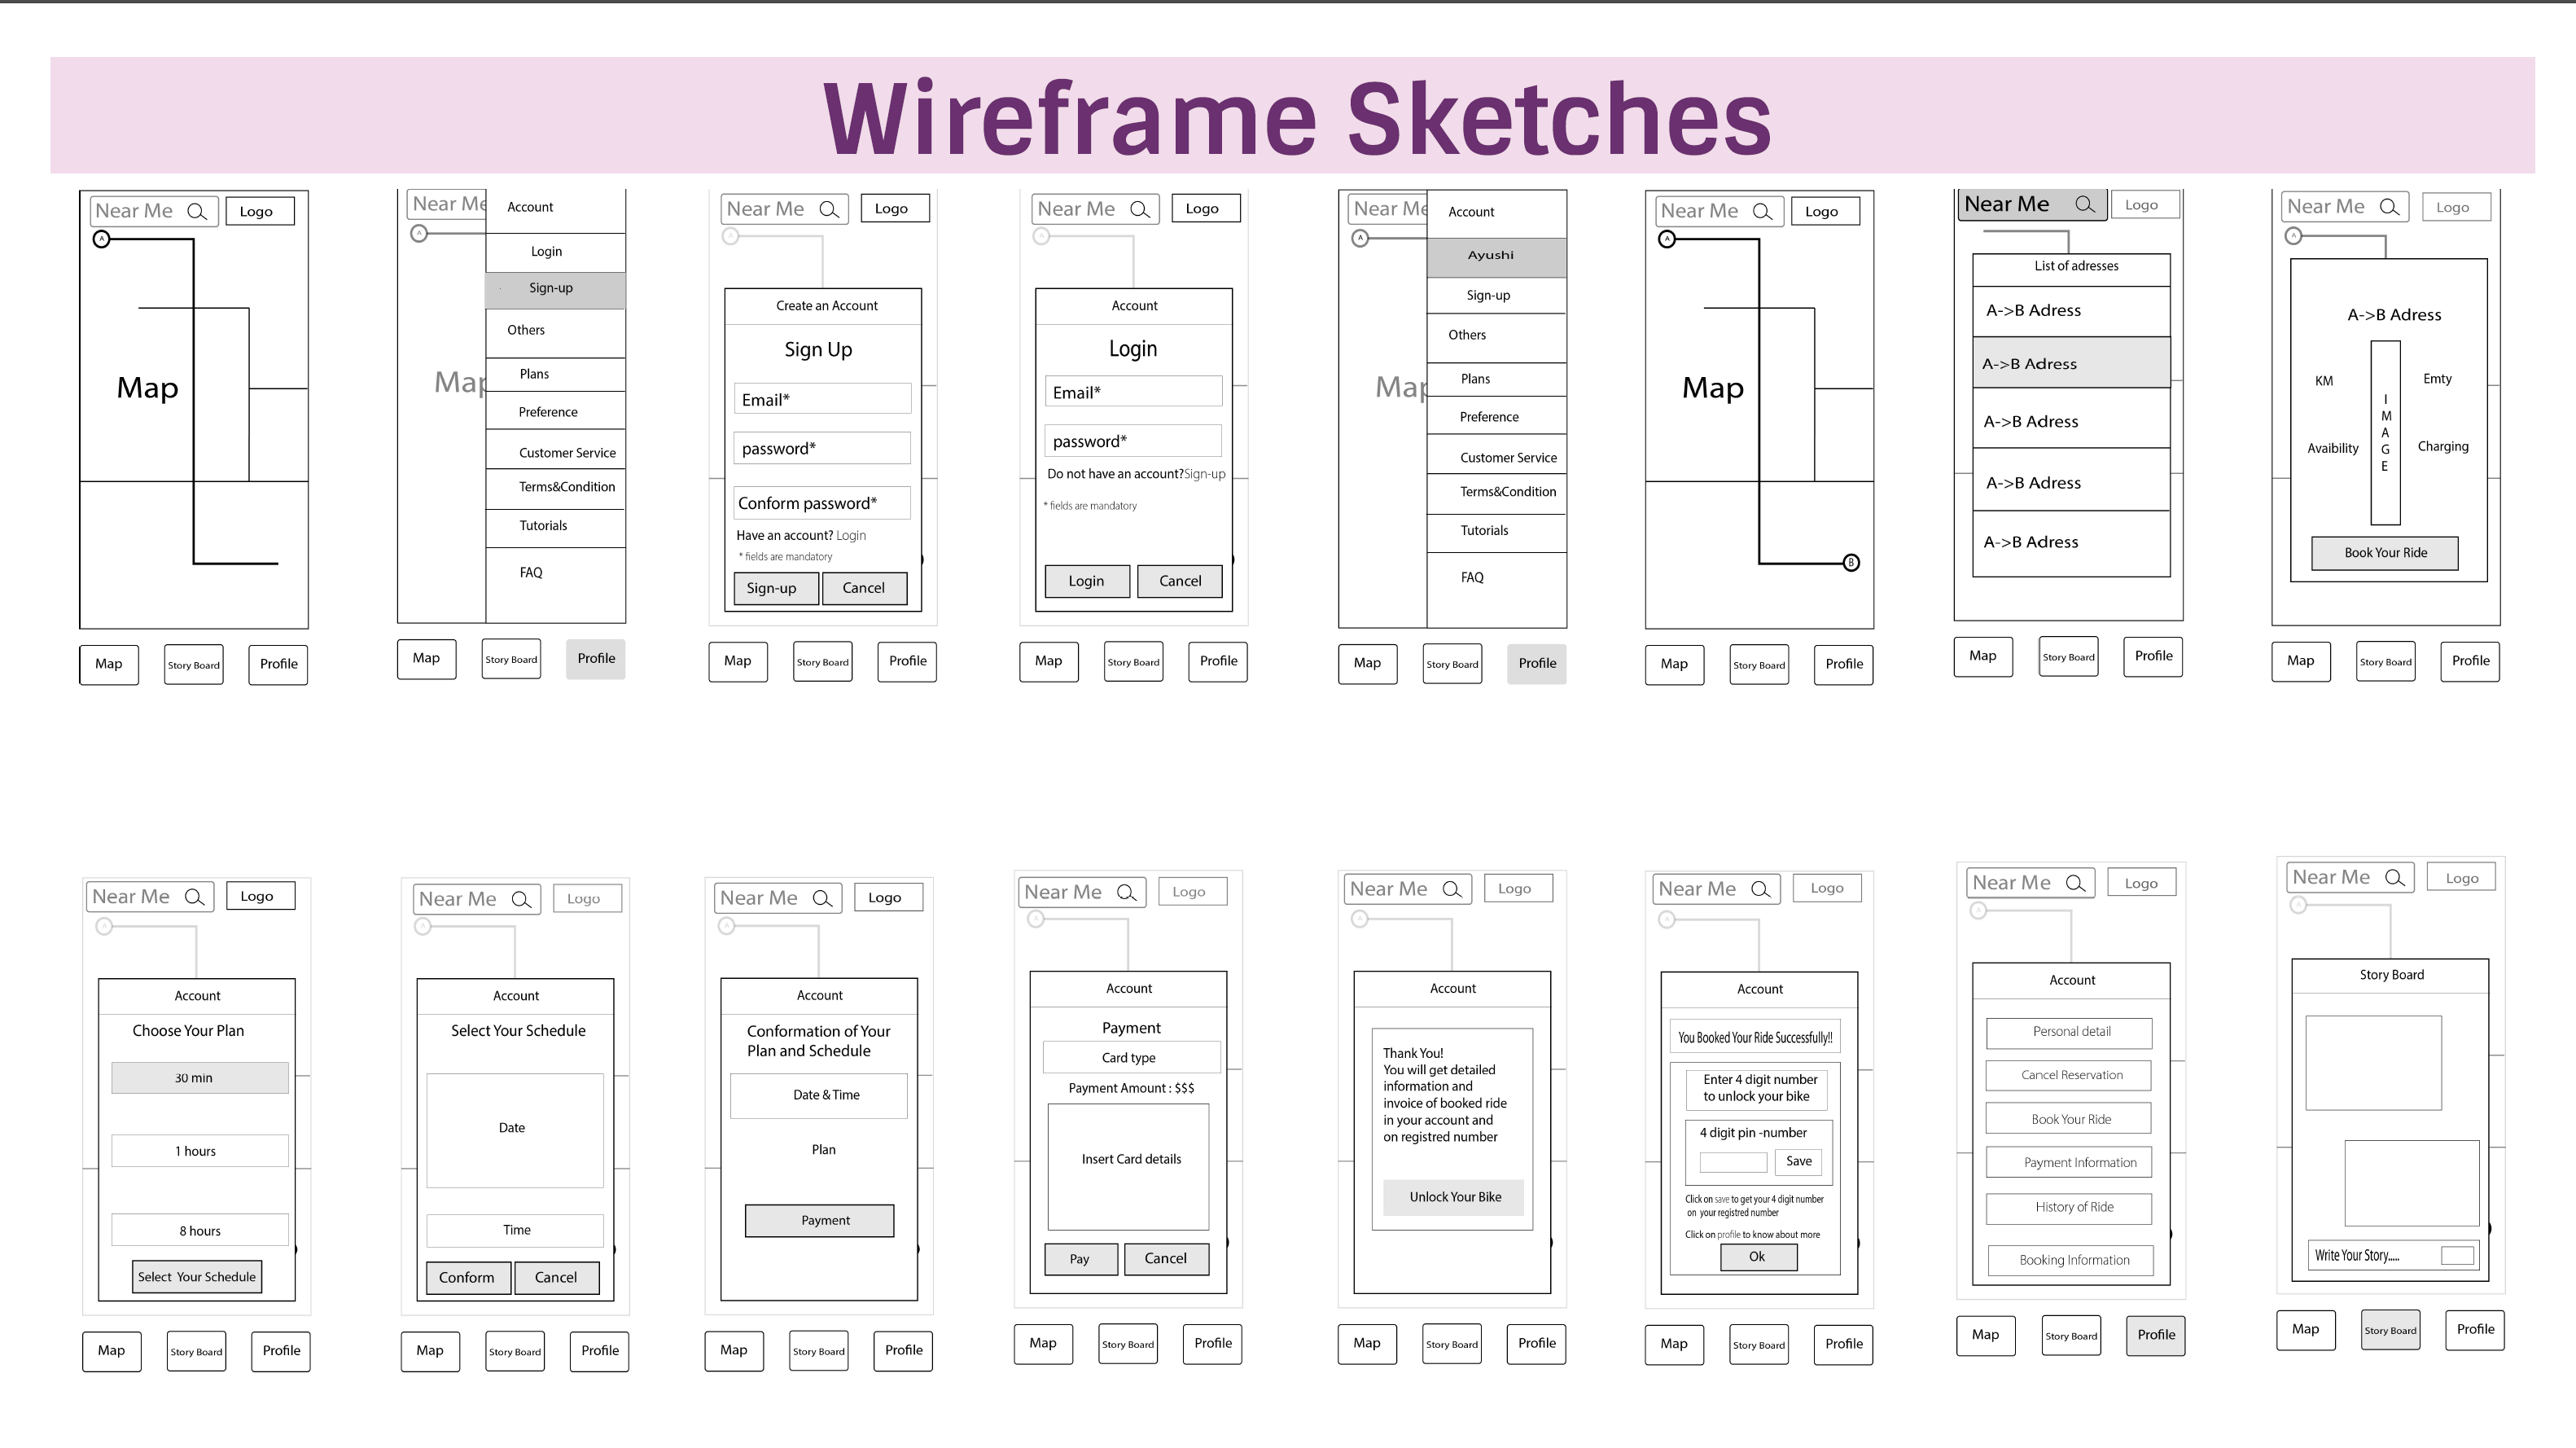 Wireframe Sketches
Near Me
Logo
A
Map
Map
Story Board
Profile
Near Me
A
Map
Account
Login
Sign-up
Others
Plans
Preference
Customer Service
Terms&Condition
Tutorials
FAQ
Map
Story Board
Profile
Near Me
Logo
A
Create an Account
Sign Up
Email*
password*
Conform password*
Have an account? Login
* fields are mandatory
Sign-up
Cancel
Map
Story Board
Profile
Near Me
Logo
A
Account
Login
Email*
password*
Do not have an account?Sign-up
* fields are mandatory
Login
Cancel
Map
Story Board
Profile
Near Me
A
Map
Account
Ayushi
Sign-up
Others
Plans
Preference
Customer Service
Terms&Condition
Tutorials
FAQ
Map
Story Board
Profile
Near Me
Logo
A
Map
B
Map
Story Board
Profile
Near Me
Logo
List of adresses
A->B Adress
A->B Adress
A->B Adress
A->B Adress
A->B Adress
Map
Story Board
Profile
Near Me
Logo
A
A->B Adress
KM
Emty
IMAGE
Avaibility
Charging
Book Your Ride
Map
Story Board
Profile
Near Me
Logo
A
Account
Choose Your Plan
30 min
1 hours
8 hours
Select Your Schedule
Map
Story Board
Profile
Near Me
Logo
A
Account
Select Your Schedule
Date
Time
Conform
Cancel
Map
Story Board
Profile
Near Me
Logo
A
Account
Conformation of Your
Plan and Schedule
Date & Time
Plan
Payment
Map
Story Board
Profile
Near Me
Logo
A
Account
Payment
Card type
Payment Amount : $$$
Insert Card details
Pay
Cancel
Map
Story Board
Profile
Near Me
Logo
A
Account
Thank You!
You will get detailed
information and
invoice of booked ride
in your account and
on registred number
Unlock Your Bike
Map
Story Board
Profile
Near Me
Logo
A
Account
You Booked Your Ride Successfully!!
Enter 4 digit number
to unlock your bike
4 digit pin -number
Save
Click on save to get your 4 digit number
on your registred number
Click on profile to know about more
Ok
Map
Story Board
Profile
Near Me
Logo
A
Account
Personal detail
Cancel Reservation
Book Your Ride
Payment Information
History of Ride
Booking Information
Map
Story Board
Profile
Near Me
Logo
A
Story Board
Write Your Story.....
Map
Story Board
Profile